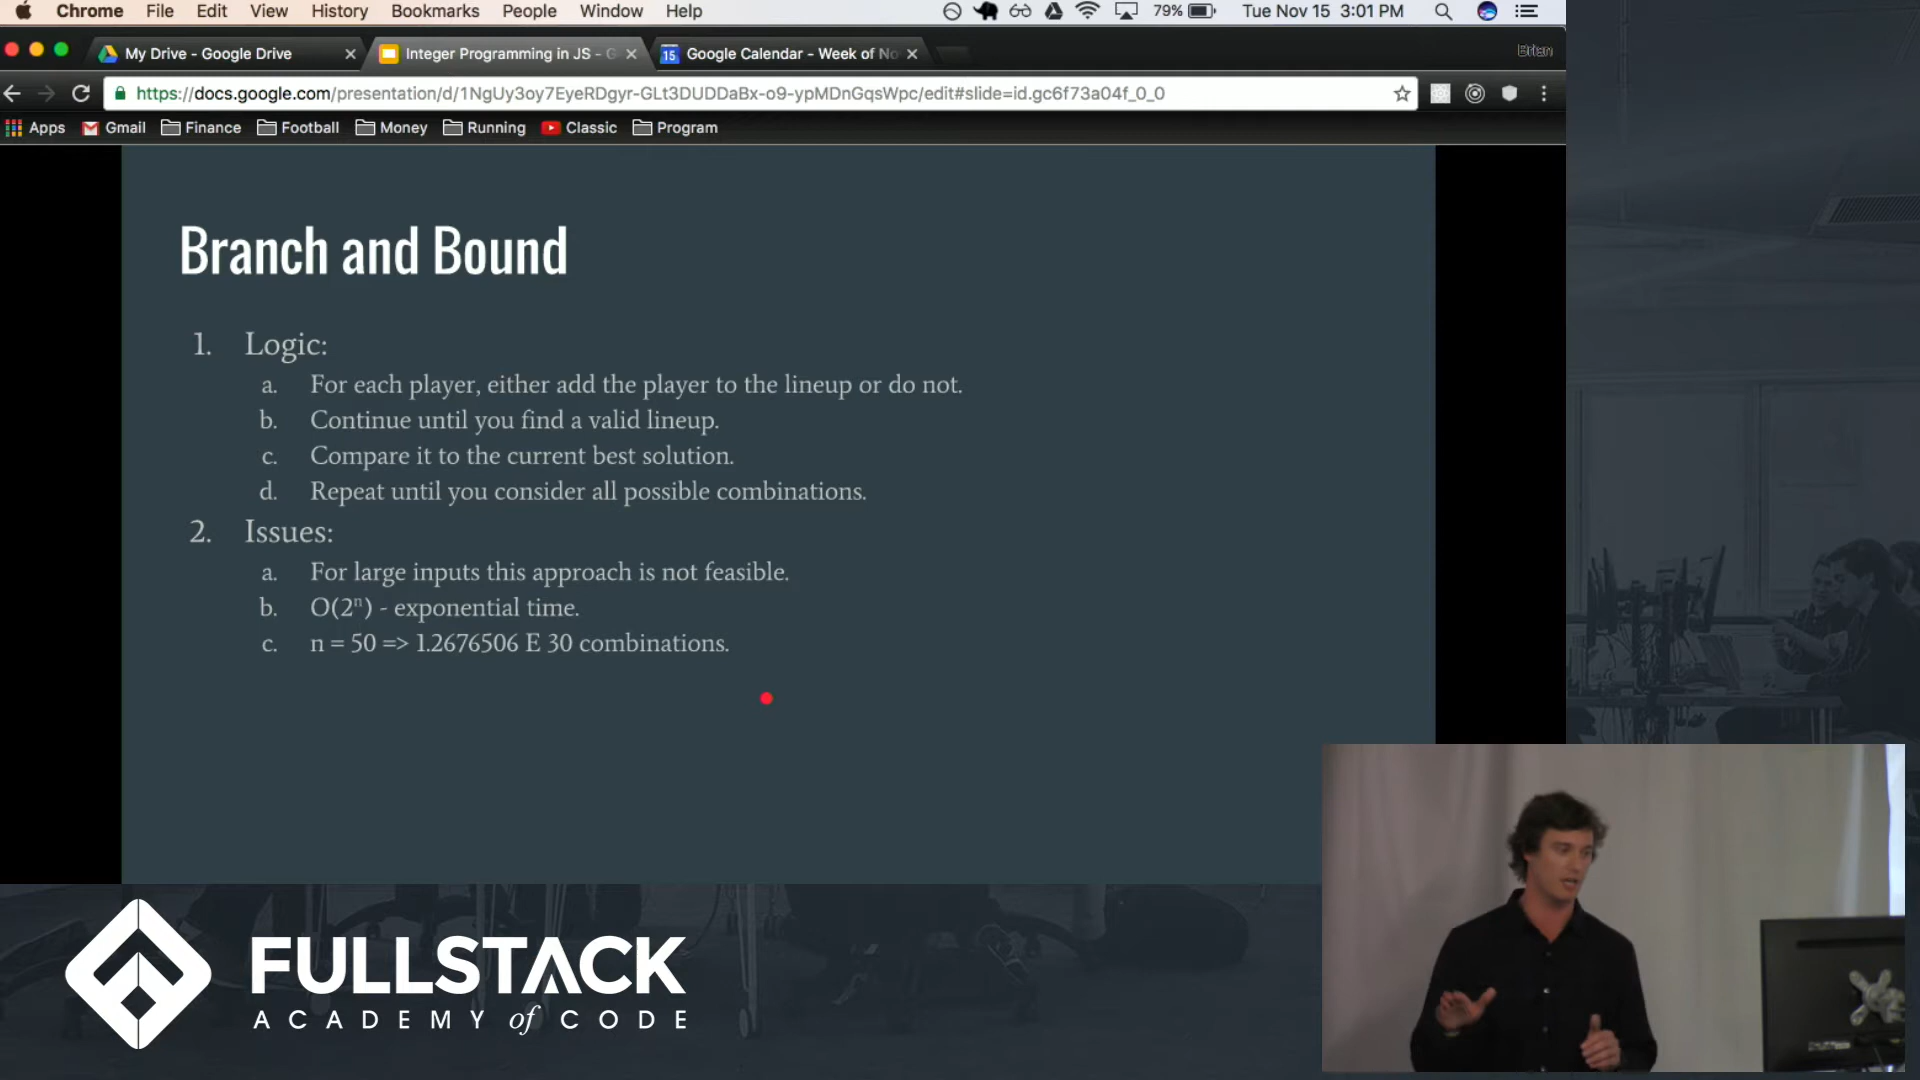 Chrome File Edit View History Bookmarks People Window Help 79% Tue Nov 15 3:01 PM
My Drive - Google Drive Integer Programming in JS - G 15 Google Calendar - Week of No Brian
https://docs.google.com/presentation/d/1NgUy3oy7EyeRDgyr-GLt3DUDDaBx-o9-ypMDnGqsWpc/edit#slide=id.gc6f73a04f_0_0
Apps Gmail Finance Football Money Running Classic Program
Branch and Bound
1. Logic:
a. For each player, either add the player to the lineup or do not.
b. Continue until you find a valid lineup.
c. Compare it to the current best solution.
d. Repeat until you consider all possible combinations.
2. Issues:
a. For large inputs this approach is not feasible.
b. O(2ⁿ) - exponential time.
c. n = 50 => 1.2676506 E 30 combinations.
FULLSTACK
ACADEMY of CODE